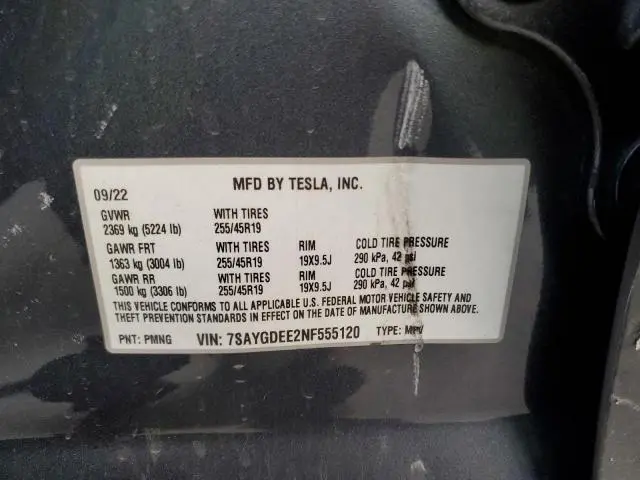 MFD BY TESLA, INC.
09/22
GVWR WITH TIRES
2369 kg (5224 lb) 255/45R19
GAWR FRT WITH TIRES RIM COLD TIRE PRESSURE
1363 kg (3004 lb) 255/45R19 19X9.5J 290 kPa, 42 psi
GAWR RR WITH TIRES RIM COLD TIRE PRESSURE
1500 kg (3306 lb) 255/45R19 19X9.5J 290 kPa, 42 psi
THIS VEHICLE CONFORMS TO ALL APPLICABLE U.S. FEDERAL MOTOR VEHICLE SAFETY AND
THEFT PREVENTION STANDARDS IN EFFECT ON THE DATE OF MANUFACTURE SHOWN ABOVE.
PNT: PMNG VIN: 7SAYGDEE2NF555120 TYPE: MPV